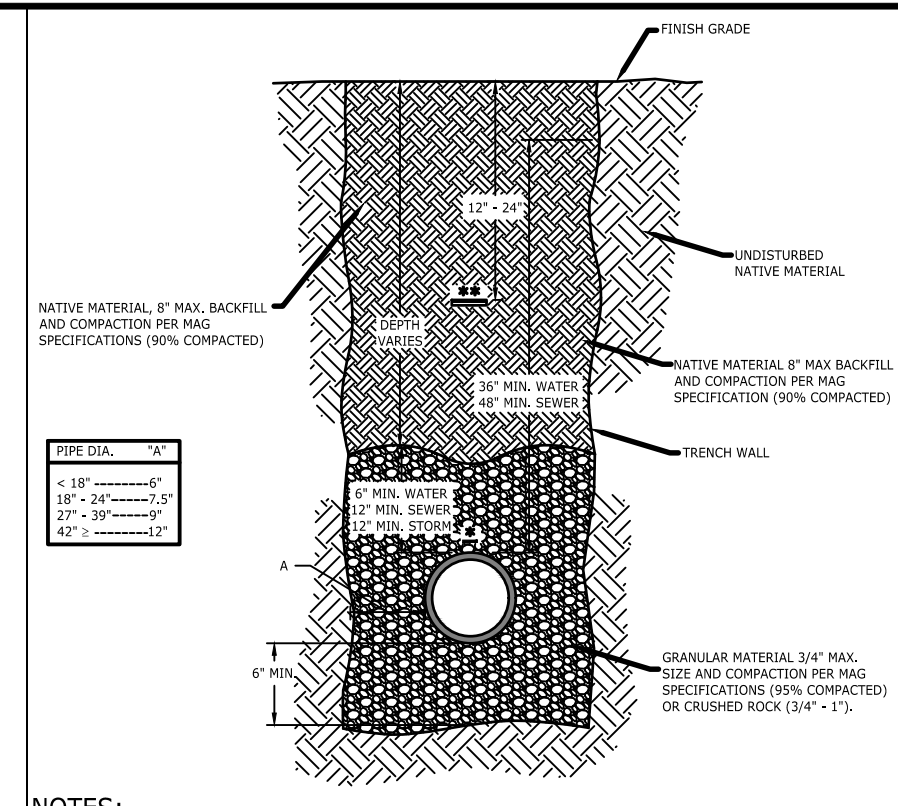 FINISH GRADE
12" - 24"
UNDISTURBED
NATIVE MATERIAL
**
NATIVE MATERIAL, 8" MAX. BACKFILL
AND COMPACTION PER MAG
SPECIFICATIONS (90% COMPACTED)
DEPTH
VARIES
NATIVE MATERIAL 8" MAX BACKFILL
AND COMPACTION PER MAG
SPECIFICATION (90% COMPACTED)
36" MIN. WATER
48" MIN. SEWER
TRENCH WALL
PIPE DIA. "A"
< 18" --------6"
18" - 24"-----7.5"
27" - 39"-----9"
42" ≥ --------12"
6" MIN. WATER
12" MIN. SEWER
12" MIN. STORM
*
A
6" MIN.
GRANULAR MATERIAL 3/4" MAX.
SIZE AND COMPACTION PER MAG
SPECIFICATIONS (95% COMPACTED)
OR CRUSHED ROCK (3/4" - 1").
NOTES: